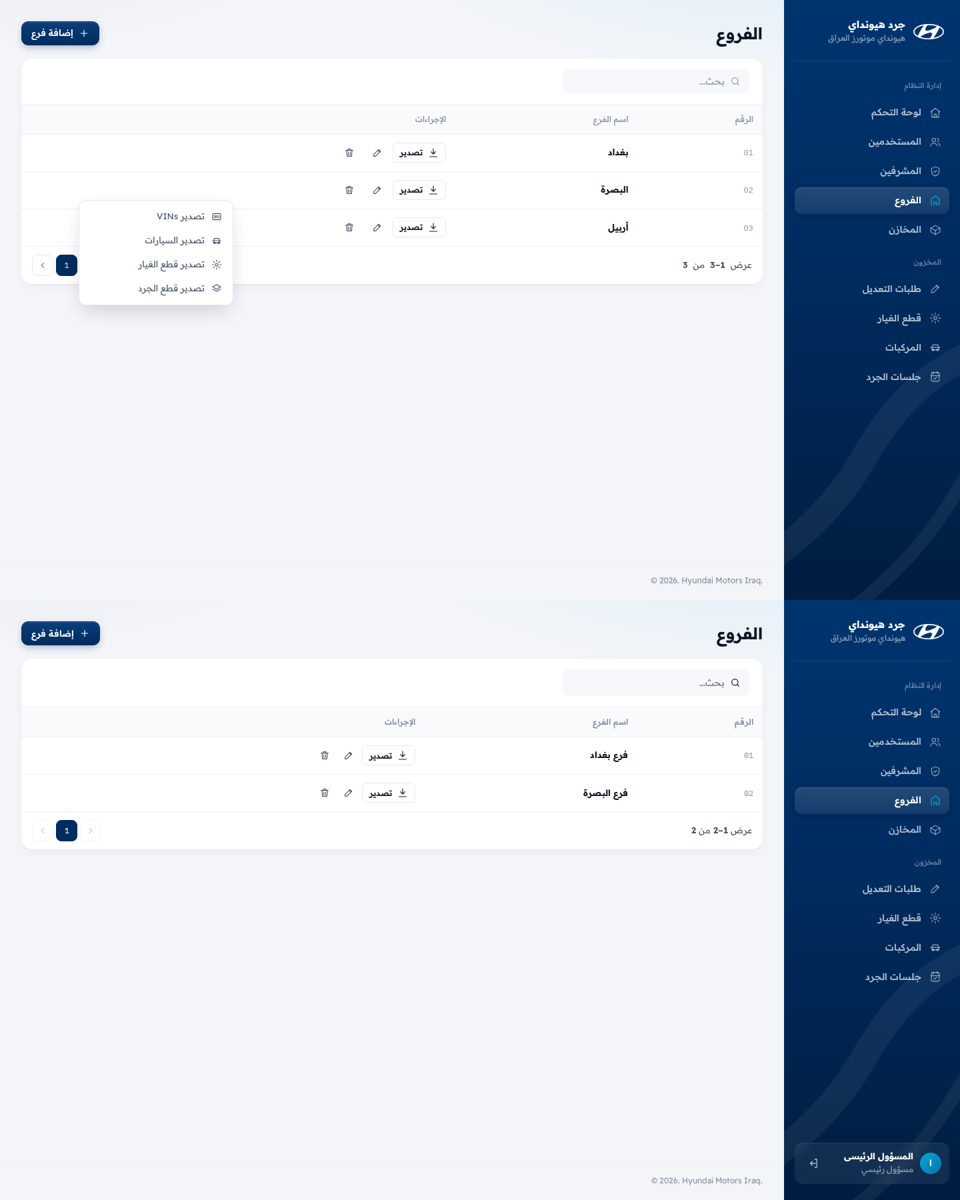 جرد هيونداي
هيونداي موتورز العراق
إدارة النظام
لوحة التحكم
المستخدمين
المشرفين
الفروع
المخازن
المخزون
طلبات التعديل
قطع الغيار
المركبات
جلسات الجرد
الفروع
إضافة فرع
بحث...
الرقم اسم الفرع الإجراءات
01 بغداد تصدير
02 البصرة تصدير
03 أربيل تصدير
تصدير VINs
تصدير السيارات
تصدير قطع الغيار
تصدير قطع الجرد
عرض 1–3 من 3
1
© 2026. Hyundai Motors Iraq.
جرد هيونداي
هيونداي موتورز العراق
إدارة النظام
لوحة التحكم
المستخدمين
المشرفين
الفروع
المخازن
المخزون
طلبات التعديل
قطع الغيار
المركبات
جلسات الجرد
ا
المسؤول الرئيسي
مسؤول رئيسي
الفروع
إضافة فرع
بحث...
الرقم اسم الفرع الإجراءات
01 فرع بغداد تصدير
02 فرع البصرة تصدير
عرض 1–2 من 2
1
© 2026. Hyundai Motors Iraq.